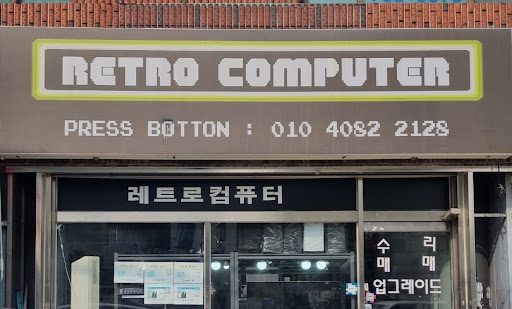 RETRO COMPUTER
PRESS BOTTON : 010 4082 2128
레트로컴퓨터
수 리
매 매
업그레이드